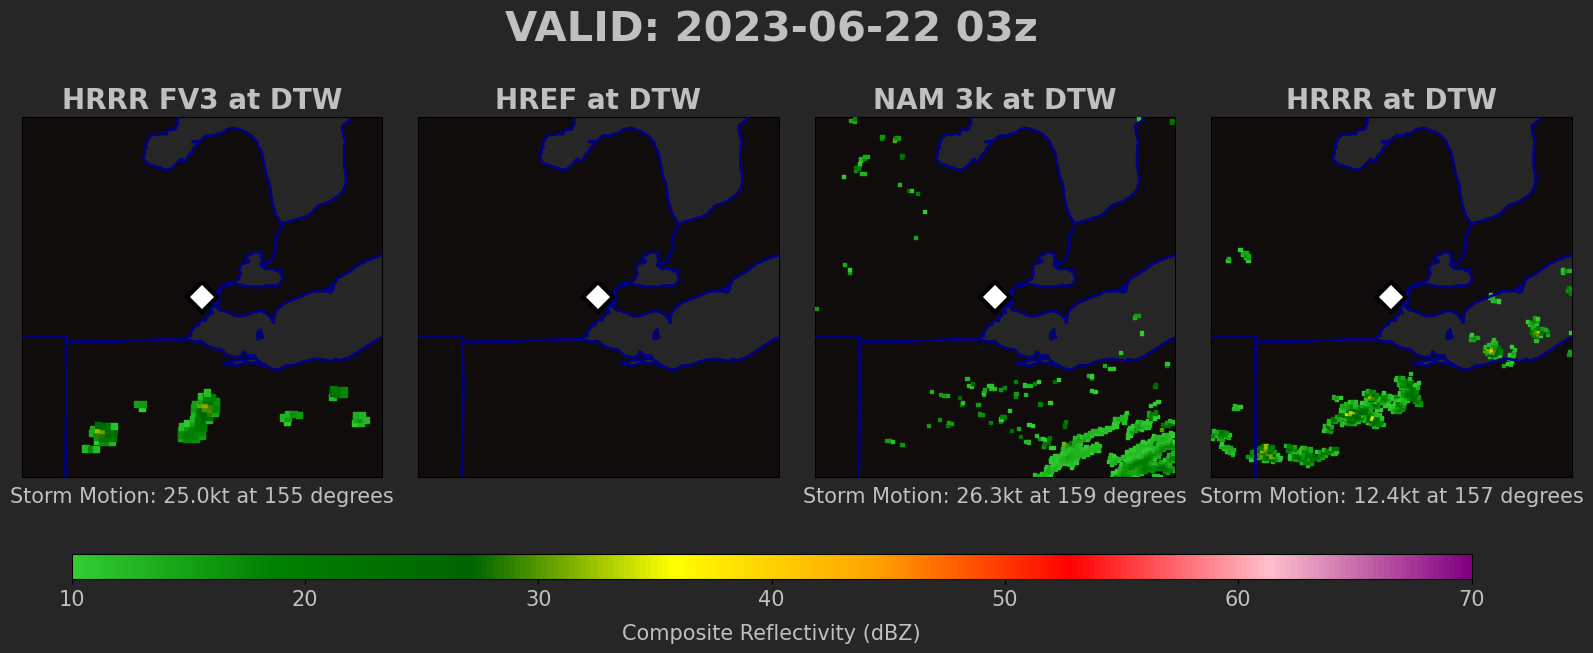 VALID: 2023-06-22 03z
HRRR FV3 at DTW
HREF at DTW
NAM 3k at DTW
HRRR at DTW
Storm Motion: 25.0kt at 155 degrees
Storm Motion: 26.3kt at 159 degrees
Storm Motion: 12.4kt at 157 degrees
10 20 30 40 50 60 70
Composite Reflectivity (dBZ)